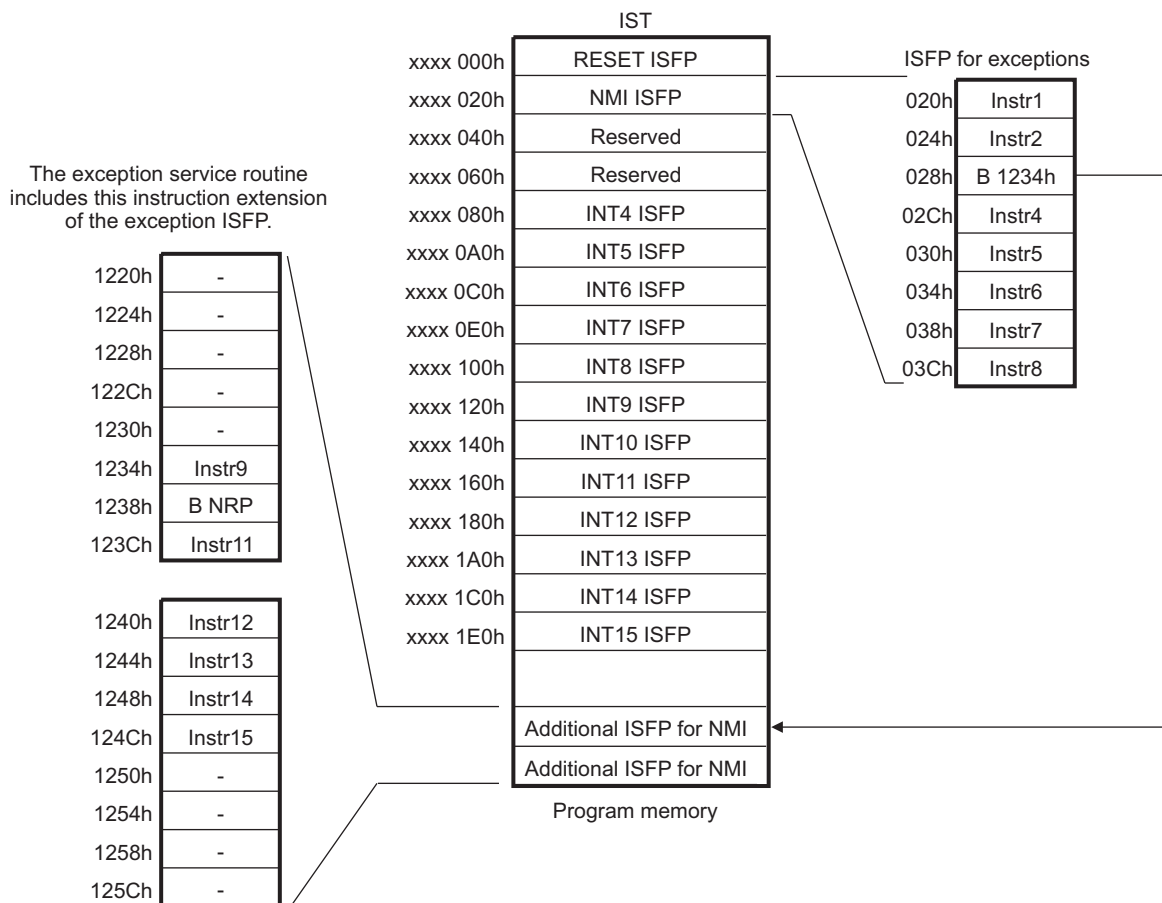 IST
xxxx 000h RESET ISFP
xxxx 020h NMI ISFP
xxxx 040h Reserved
xxxx 060h Reserved
xxxx 080h INT4 ISFP
xxxx 0A0h INT5 ISFP
xxxx 0C0h INT6 ISFP
xxxx 0E0h INT7 ISFP
xxxx 100h INT8 ISFP
xxxx 120h INT9 ISFP
xxxx 140h INT10 ISFP
xxxx 160h INT11 ISFP
xxxx 180h INT12 ISFP
xxxx 1A0h INT13 ISFP
xxxx 1C0h INT14 ISFP
xxxx 1E0h INT15 ISFP
Additional ISFP for NMI
Additional ISFP for NMI
Program memory
ISFP for exceptions
020h Instr1
024h Instr2
028h B 1234h
02Ch Instr4
030h Instr5
034h Instr6
038h Instr7
03Ch Instr8
The exception service routine
includes this instruction extension
of the exception ISFP.
1220h -
1224h -
1228h -
122Ch -
1230h -
1234h Instr9
1238h B NRP
123Ch Instr11
1240h Instr12
1244h Instr13
1248h Instr14
124Ch Instr15
1250h -
1254h -
1258h -
125Ch -